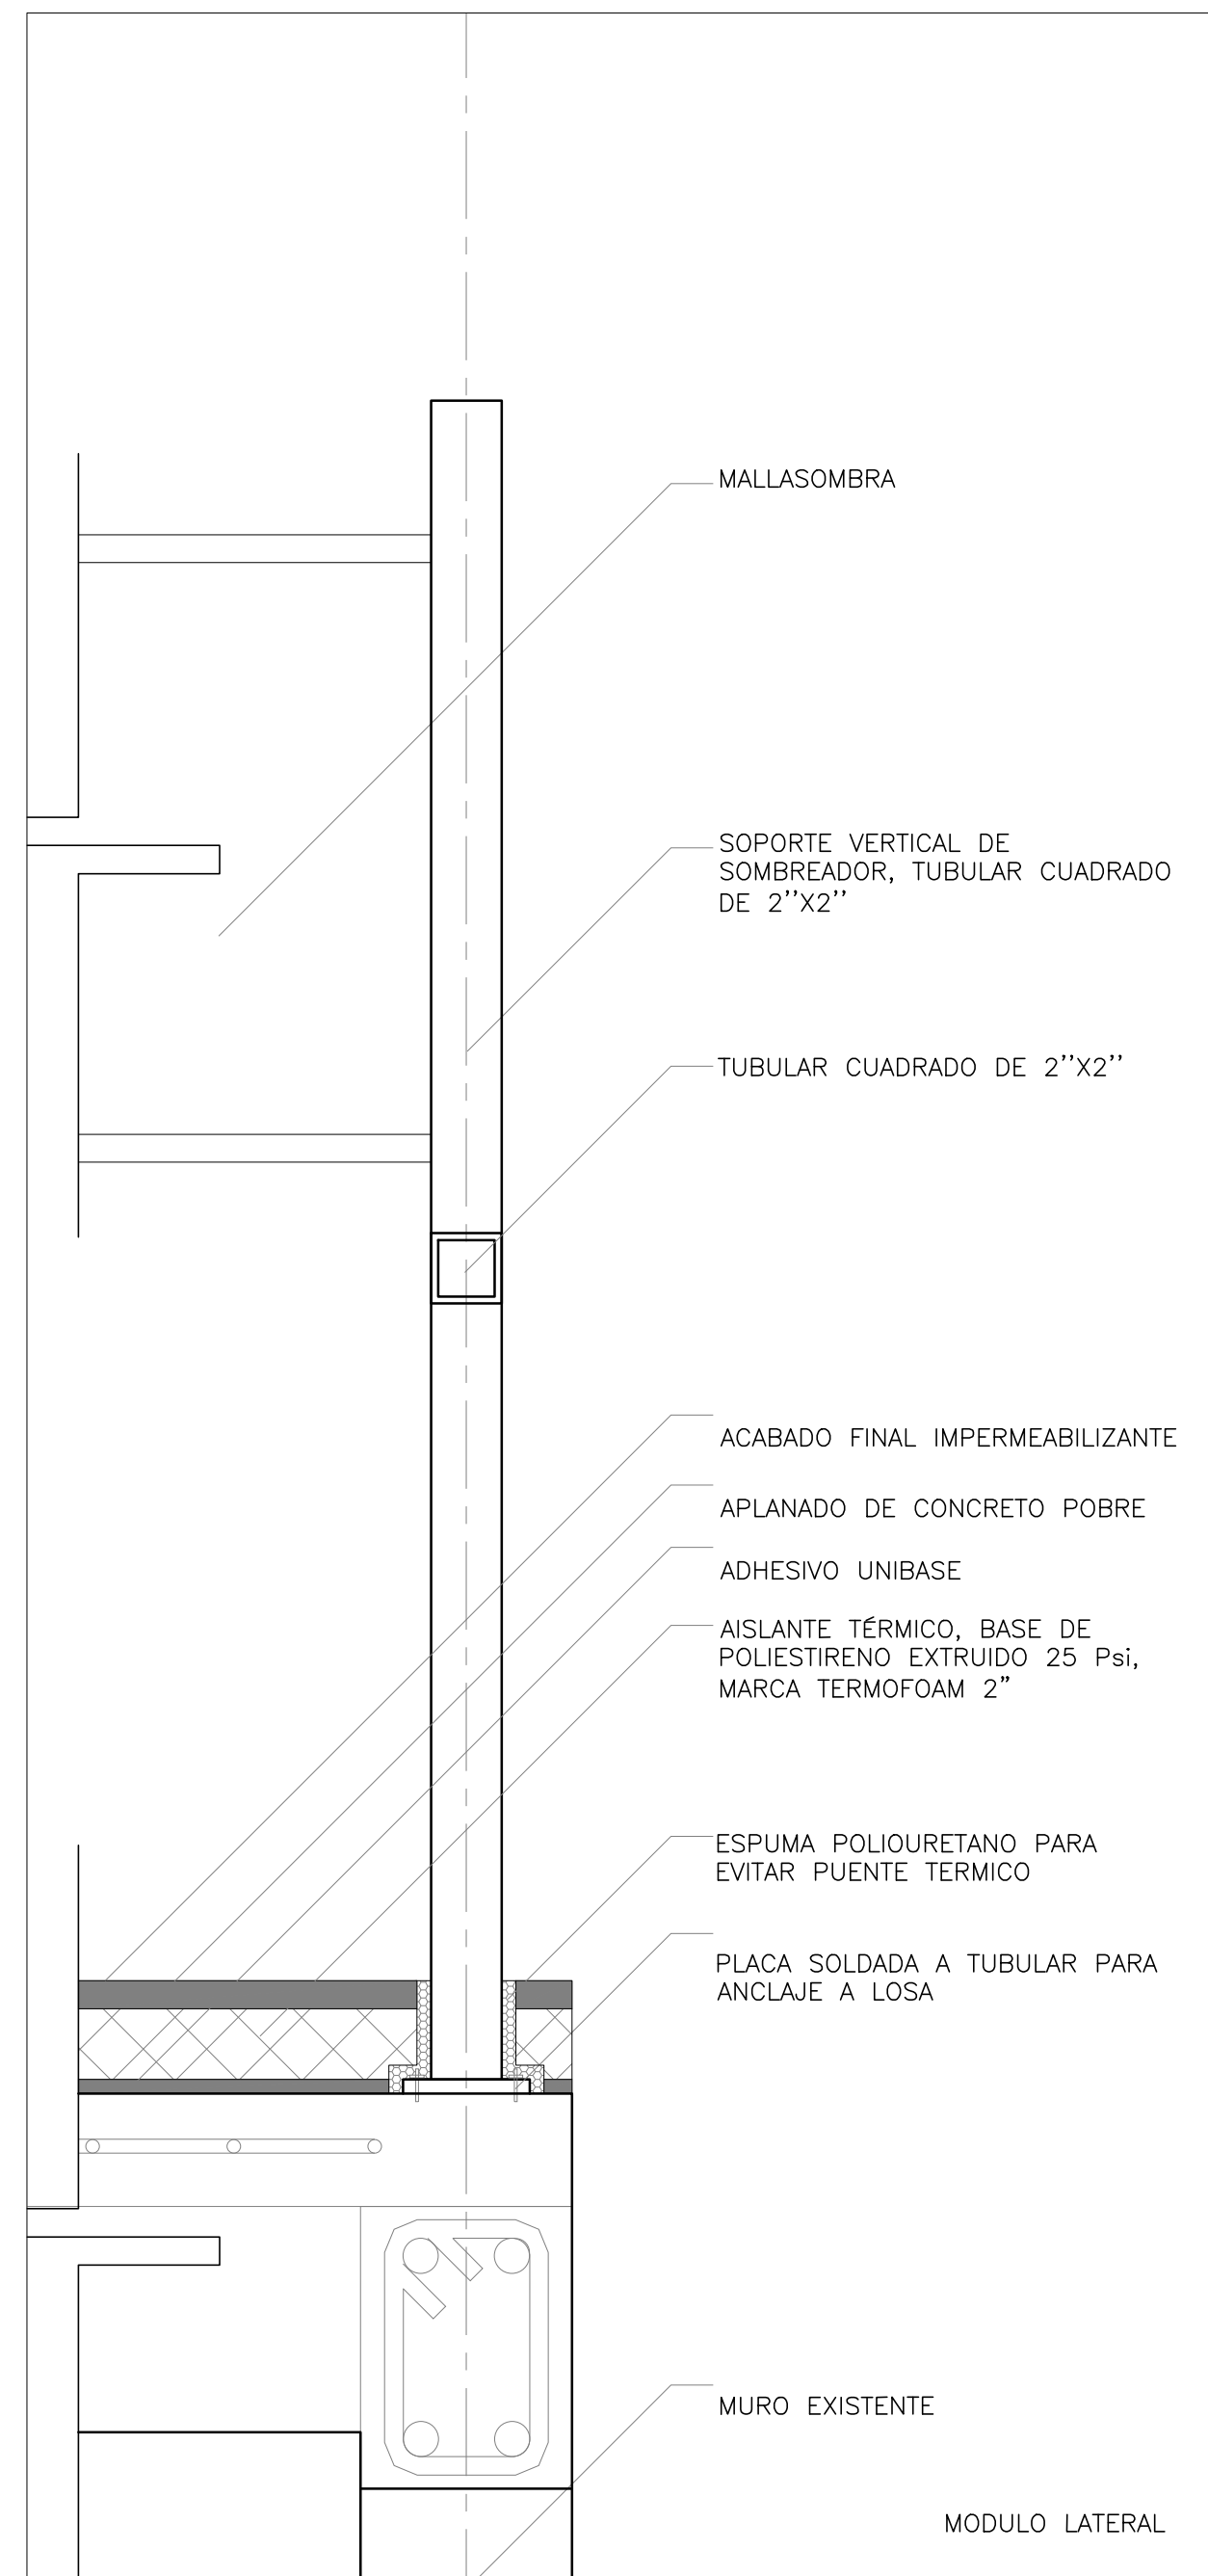 MALLASOMBRA
SOPORTE VERTICAL DE
SOMBREADOR, TUBULAR CUADRADO
DE 2''X2''
TUBULAR CUADRADO DE 2''X2''
ACABADO FINAL IMPERMEABILIZANTE
APLANADO DE CONCRETO POBRE
ADHESIVO UNIBASE
AISLANTE TÉRMICO, BASE DE
POLIESTIRENO EXTRUIDO 25 Psi,
MARCA TERMOFOAM 2”
ESPUMA POLIOURETANO PARA
EVITAR PUENTE TERMICO
PLACA SOLDADA A TUBULAR PARA
ANCLAJE A LOSA
MURO EXISTENTE
MODULO LATERAL